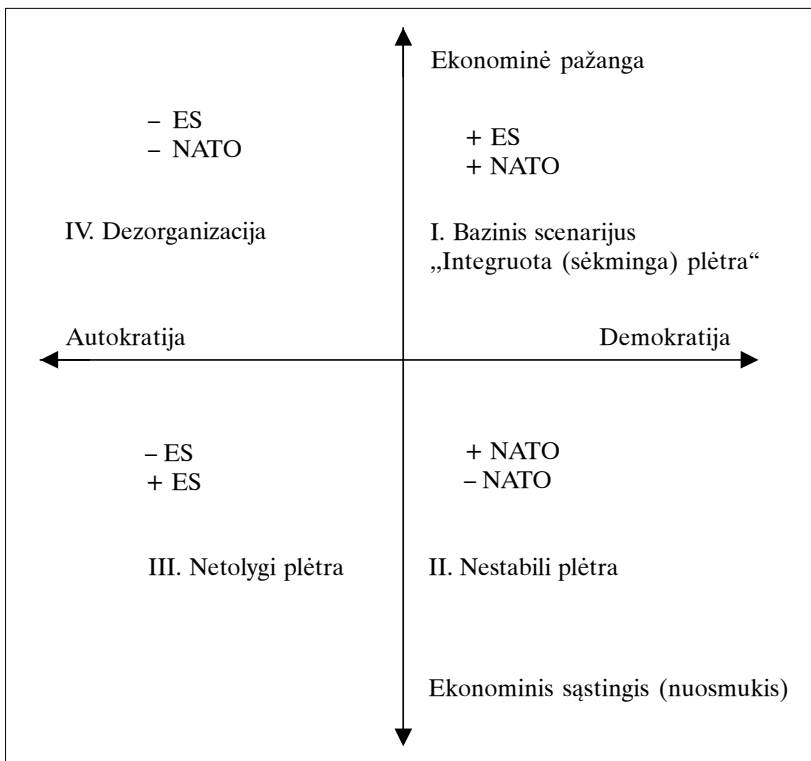 Ekonominė pažanga
– ES
– NATO
+ ES
+ NATO
IV. Dezorganizacija
I. Bazinis scenarijus
„Integruota (sėkminga) plėtra“
Autokratija
Demokratija
– ES
+ ES
+ NATO
– NATO
III. Netolygi plėtra
II. Nestabili plėtra
Ekonominis sąstingis (nuosmukis)